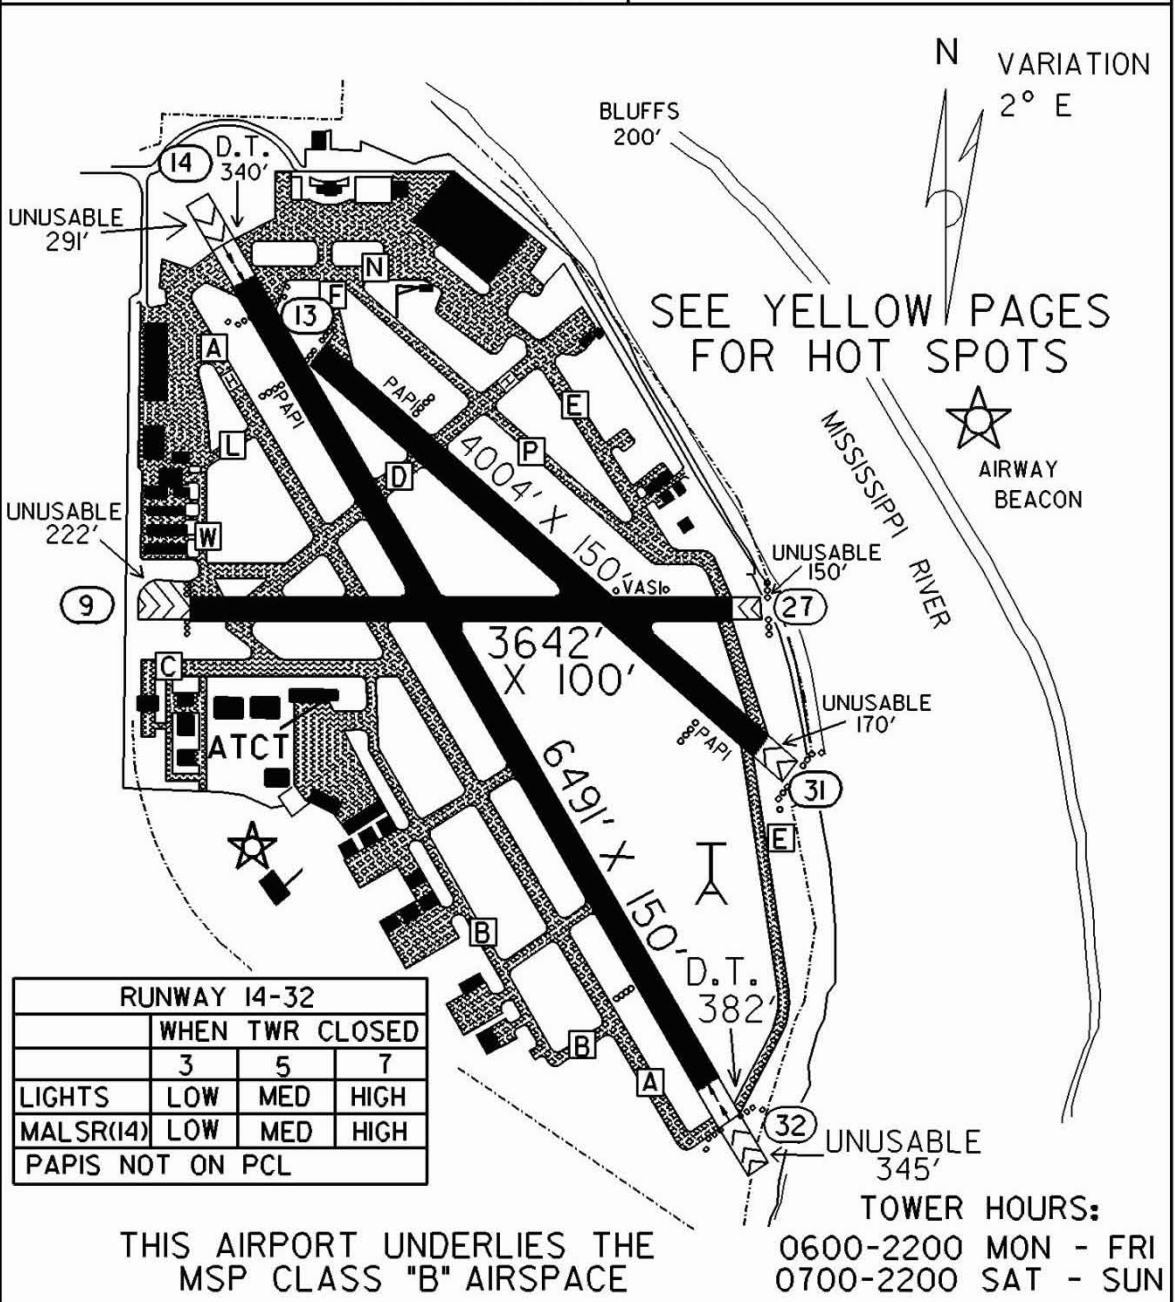 N
VARIATION
2° E
BLUFFS
200'
14
D.T.
340'
UNUSABLE
291'
N
F
13
SEE YELLOW PAGES
FOR HOT SPOTS
A
H
PAPI
PAPI
H
E
MISSISSIPPI RIVER
AIRWAY
BEACON
L
D
P
4004' X 150'
UNUSABLE
222'
W
UNUSABLE
150'
VASI
9
27
3642'
X 100'
C
UNUSABLE
170'
PAPI
ATCT
6491' X 150'
31
E
B
D.T.
382'
RUNWAY 14-32
WHEN TWR CLOSED
3 5 7
LIGHTS LOW MED HIGH
MALSR(14) LOW MED HIGH
PAPIS NOT ON PCL
B
A
32
UNUSABLE
345'
TOWER HOURS:
0600-2200 MON - FRI
0700-2200 SAT - SUN
THIS AIRPORT UNDERLIES THE
MSP CLASS "B" AIRSPACE